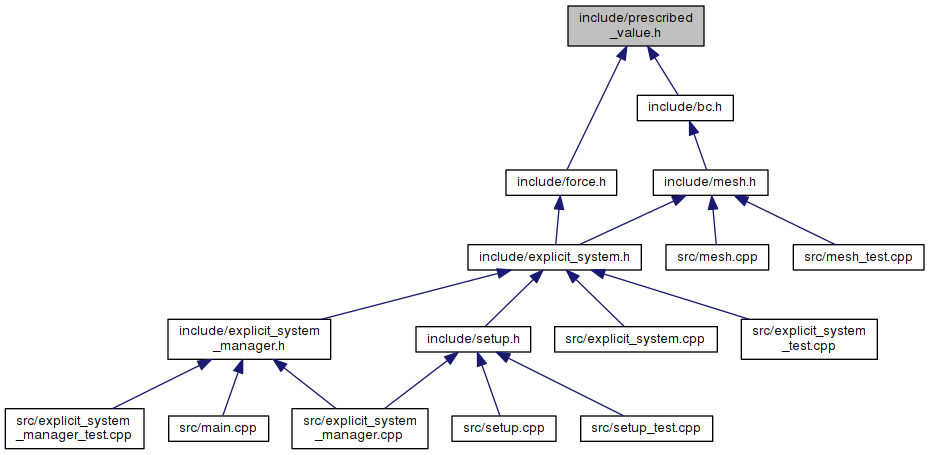 include/prescribed
_value.h
include/bc.h
include/force.h
include/mesh.h
include/explicit_system.h
src/mesh.cpp
src/mesh_test.cpp
include/explicit_system
_manager.h
include/setup.h
src/explicit_system.cpp
src/explicit_system
_test.cpp
src/explicit_system
_manager_test.cpp
src/main.cpp
src/explicit_system
_manager.cpp
src/setup.cpp
src/setup_test.cpp